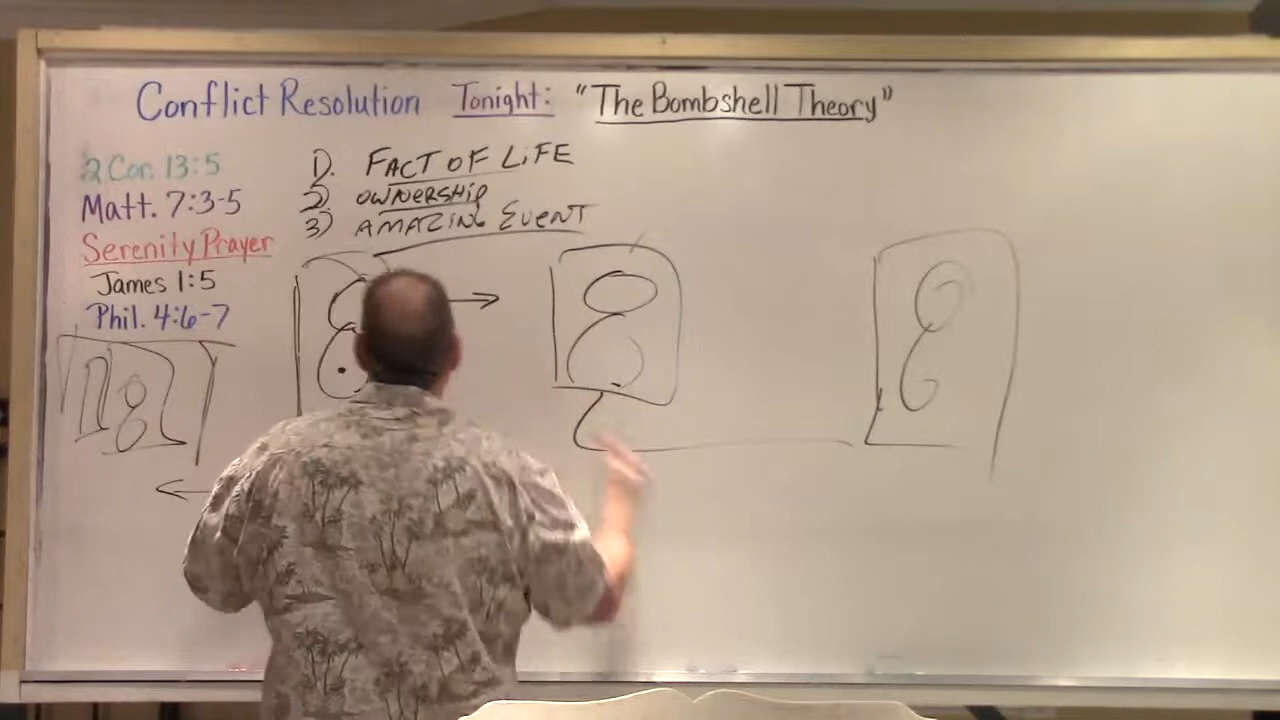 Conflict Resolution Tonight: "The Bombshell Theory"
2 Cor. 13:5
Matt. 7:3-5
Serenity Prayer
James 1:5
Phil. 4:6-7
1). FACT OF LiFE
2). OWNERSHIP
3) AMAZING EVENT